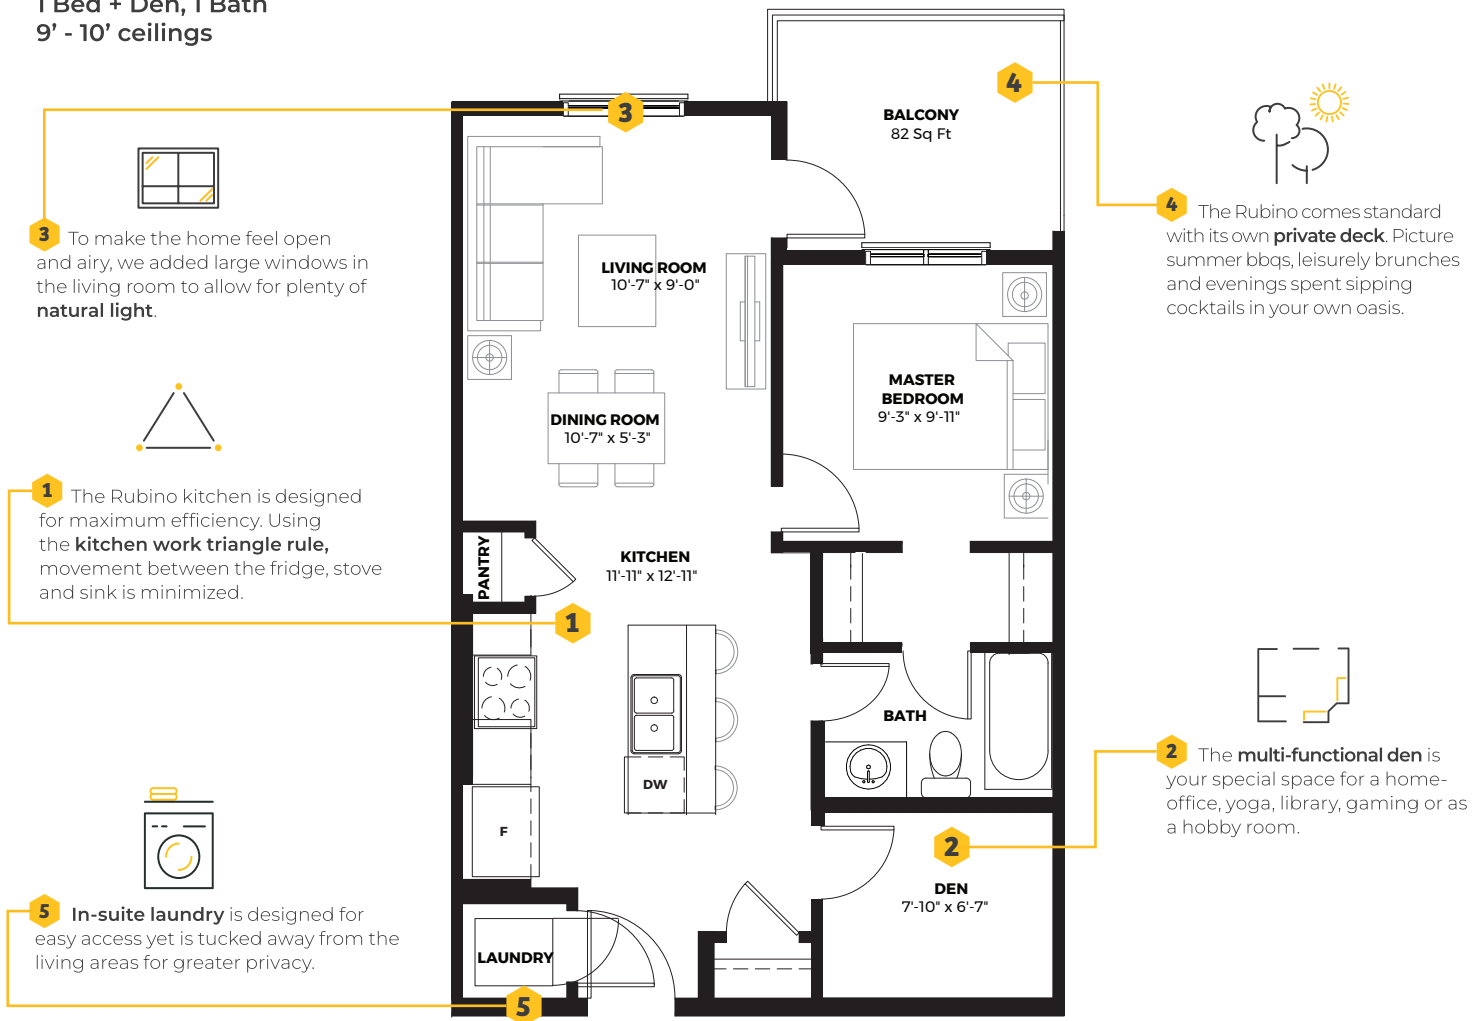 1 Bed + Den, 1 Bath
9’ - 10’ ceilings
3
4
BALCONY
82 Sq Ft
3 To make the home feel open
and airy, we added large windows in
the living room to allow for plenty of
natural light.
4 The Rubino comes standard
with its own private deck. Picture
summer bbqs, leisurely brunches
and evenings spent sipping
cocktails in your own oasis.
LIVING ROOM
10'-7" x 9'-0"
MASTER
BEDROOM
9'-3" x 9'-11"
DINING ROOM
10'-7" x 5'-3"
1 The Rubino kitchen is designed
for maximum efficiency. Using
the kitchen work triangle rule,
movement between the fridge, stove
and sink is minimized.
PANTRY
KITCHEN
11'-11" x 12'-11"
1
BATH
DW
F
2 The multi-functional den is
your special space for a home-
office, yoga, library, gaming or as
a hobby room.
2
DEN
7'-10" x 6'-7"
5 In-suite laundry is designed for
easy access yet is tucked away from the
living areas for greater privacy.
LAUNDRY
5